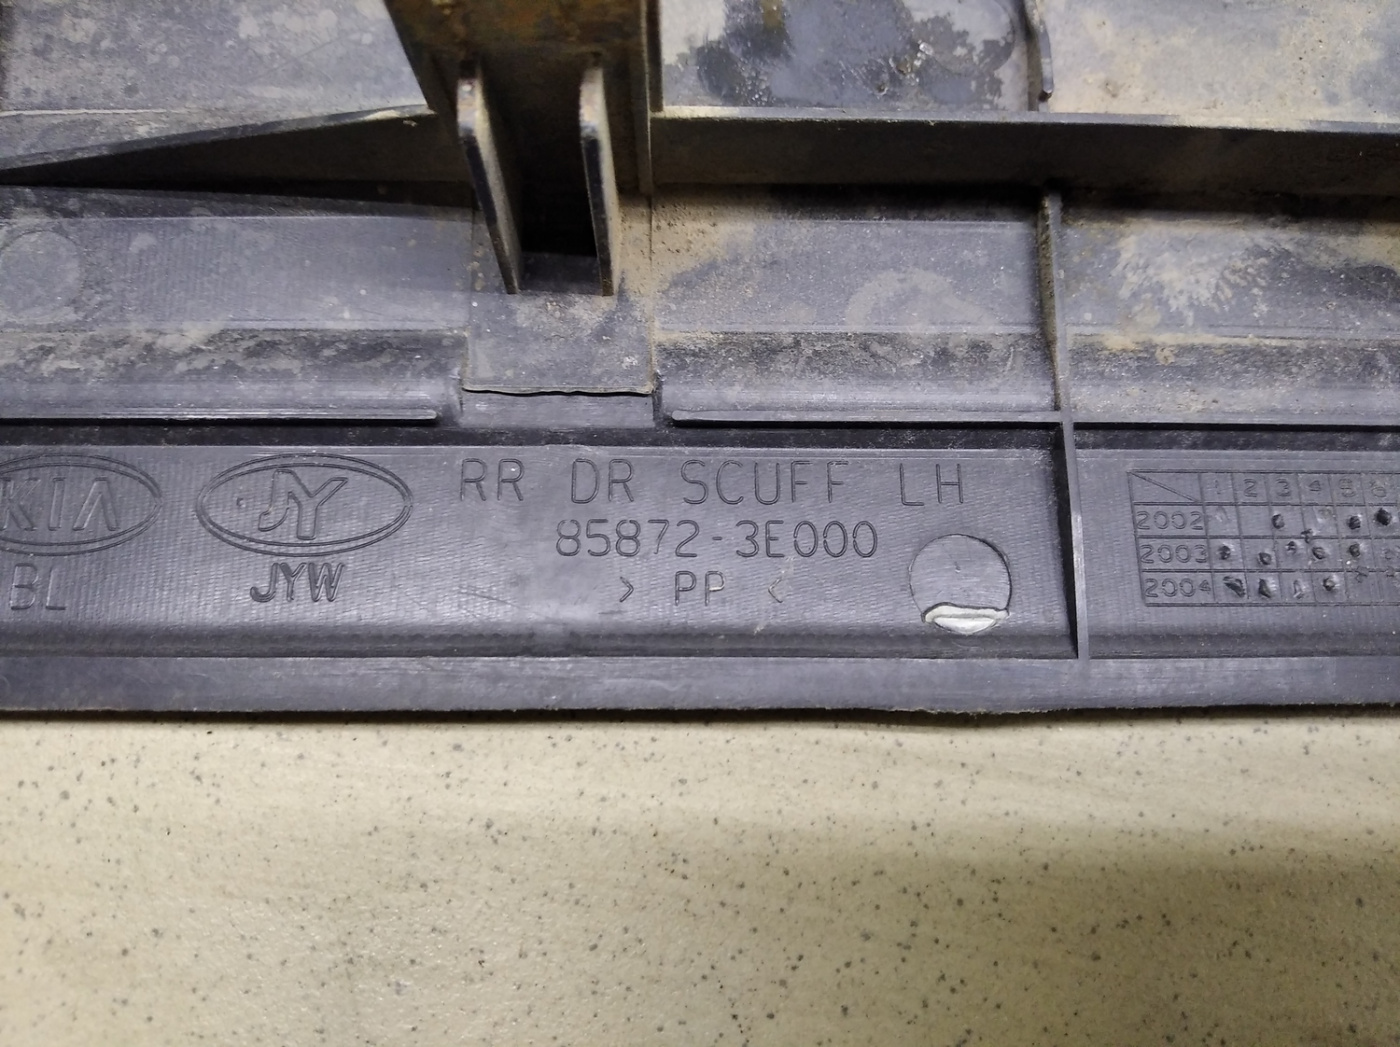 KIA
BL
JY
JYW
RR DR SCUFF LH
85872-3E000
> PP <
1 2 3 4 5 6
2002
2003
2004